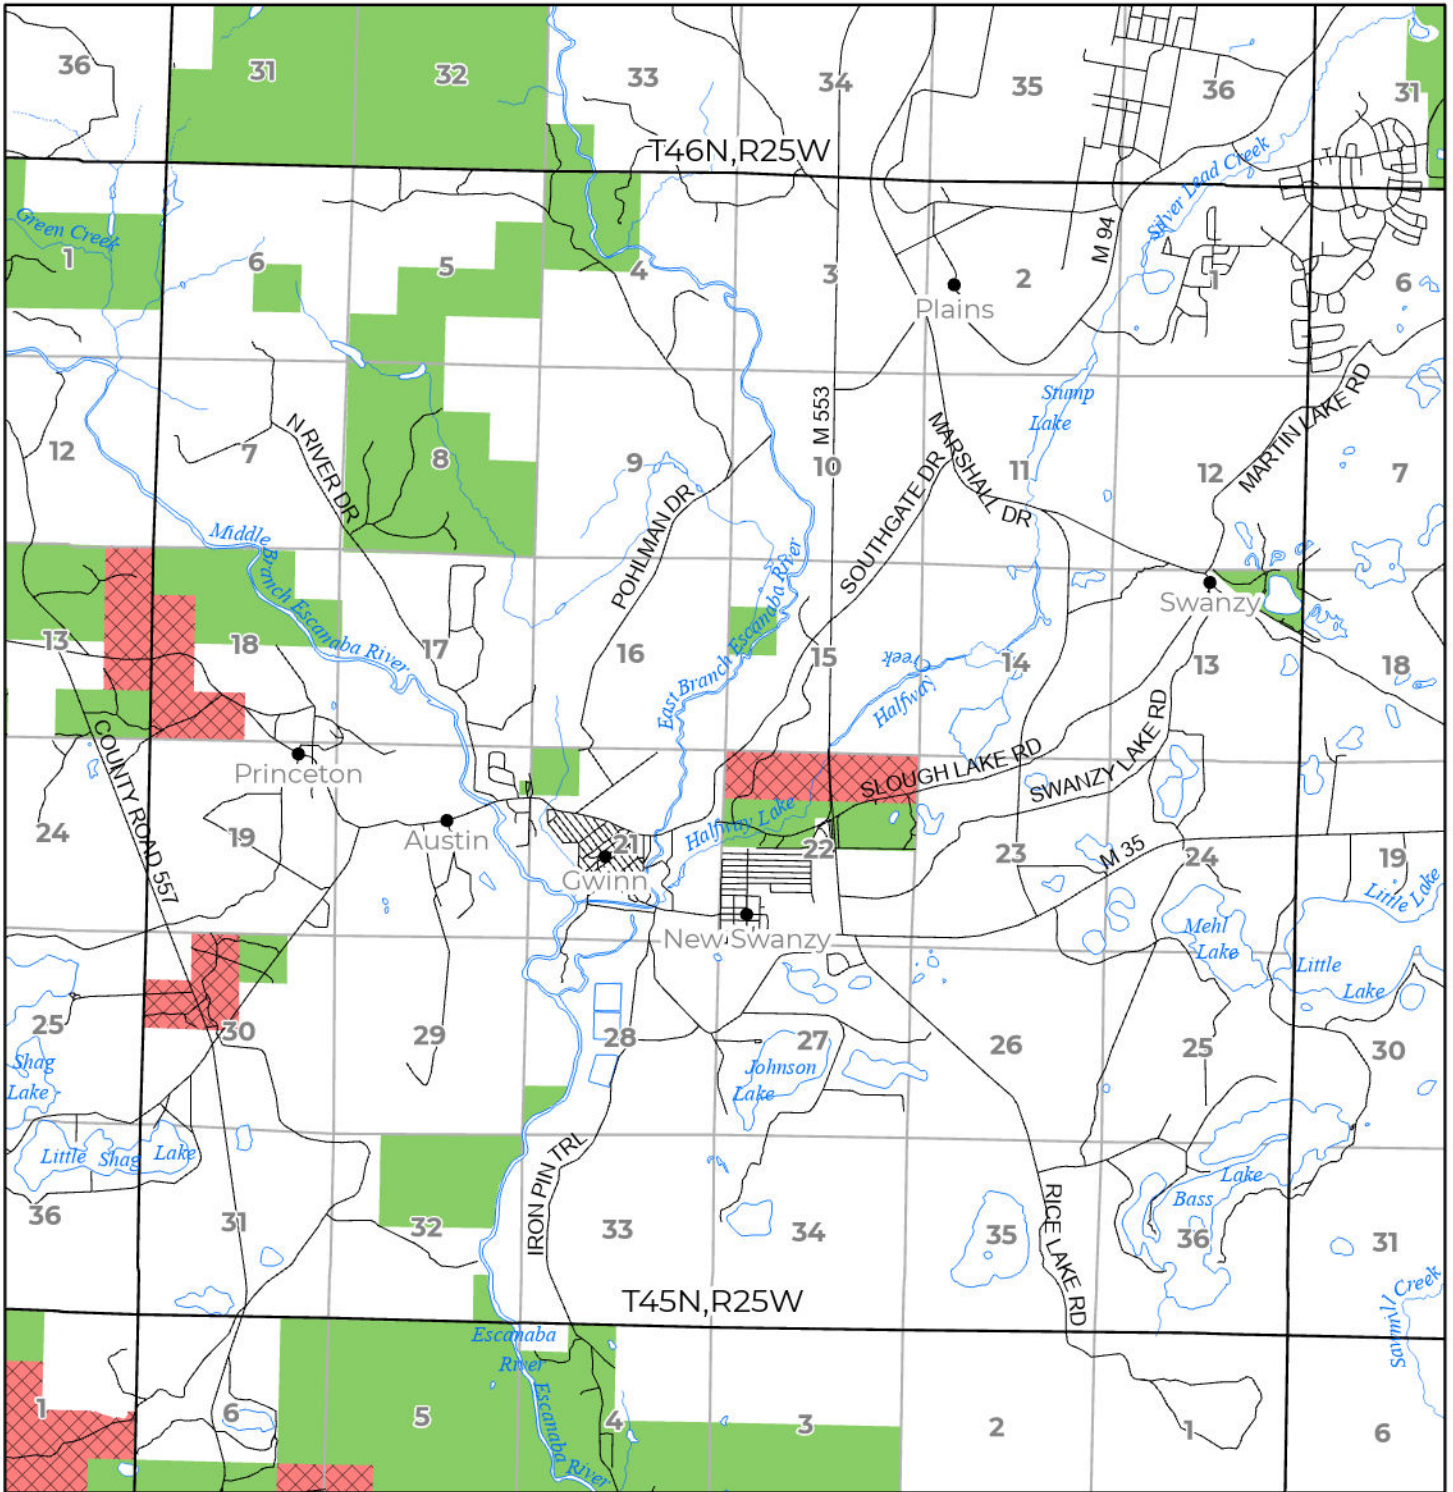 36
31
32
33
34
35
36
31
T46N,R25W
Silver Lead Creek
Green Creek
1
6
5
4
3
2
1
6
M 94
Plains
Stump
Lake
M 553
MARTIN LAKE RD
N RIVER DR
MARSHALL DR
12
7
8
9
10
11
12
7
SOUTHGATE DR
POHLMAN DR
Middle Branch Escanaba River
East Branch Escanaba River
Swanzy
13
18
17
16
15
14
13
18
Halfway
Creek
COUNTY ROAD 557
Princeton
SLOUGH LAKE RD
SWANZY LAKE RD
Halfway Lake
Austin
24
19
21
22
23
24
19
M 35
Gwinn
New Swanzy
Mehl
Lake
Little Lake
Little
Lake
25
30
29
28
27
26
25
30
Shag
Lake
Johnson
Lake
Little Shag Lake
IRON PIN TRL
RICE LAKE RD
Bass
Lake
36
31
32
33
34
35
36
31
T45N,R25W
Sawmill Creek
Escanaba
River
Escanaba River
1
6
5
4
3
2
1
6